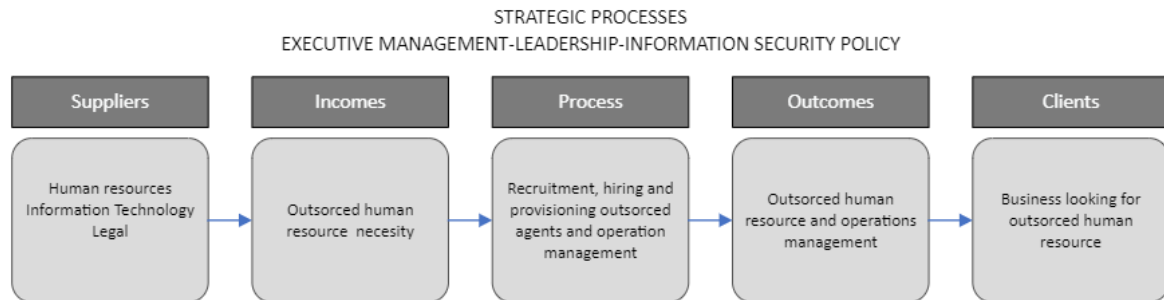 STRATEGIC PROCESSES
EXECUTIVE MANAGEMENT-LEADERSHIP-INFORMATION SECURITY POLICY
Suppliers
Incomes
Process
Outcomes
Clients
Human resources
Information Technology
Legal
Outsorced human
resource necesity
Recruitment, hiring and
provisioning outsorced
agents and operation
management
Outsorced human
resource and operations
management
Business looking for
outsorced human
resource